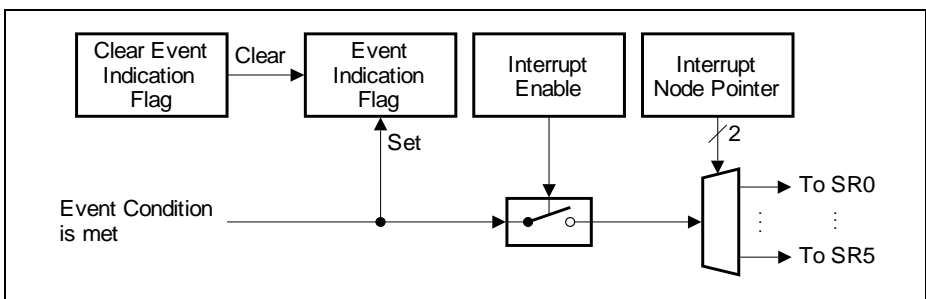 Clear Event
Indication
Flag
Clear
Event
Indication
Flag
Interrupt
Enable
Interrupt
Node Pointer
Set
2
Event Condition
is met
To SR0
To SR5